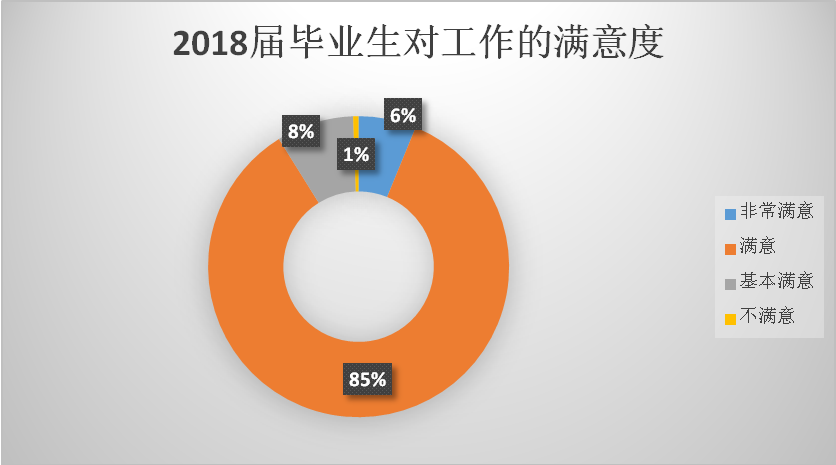 2018届毕业生对工作的满意度
8%
6%
1%
85%
非常满意
满意
基本满意
不满意